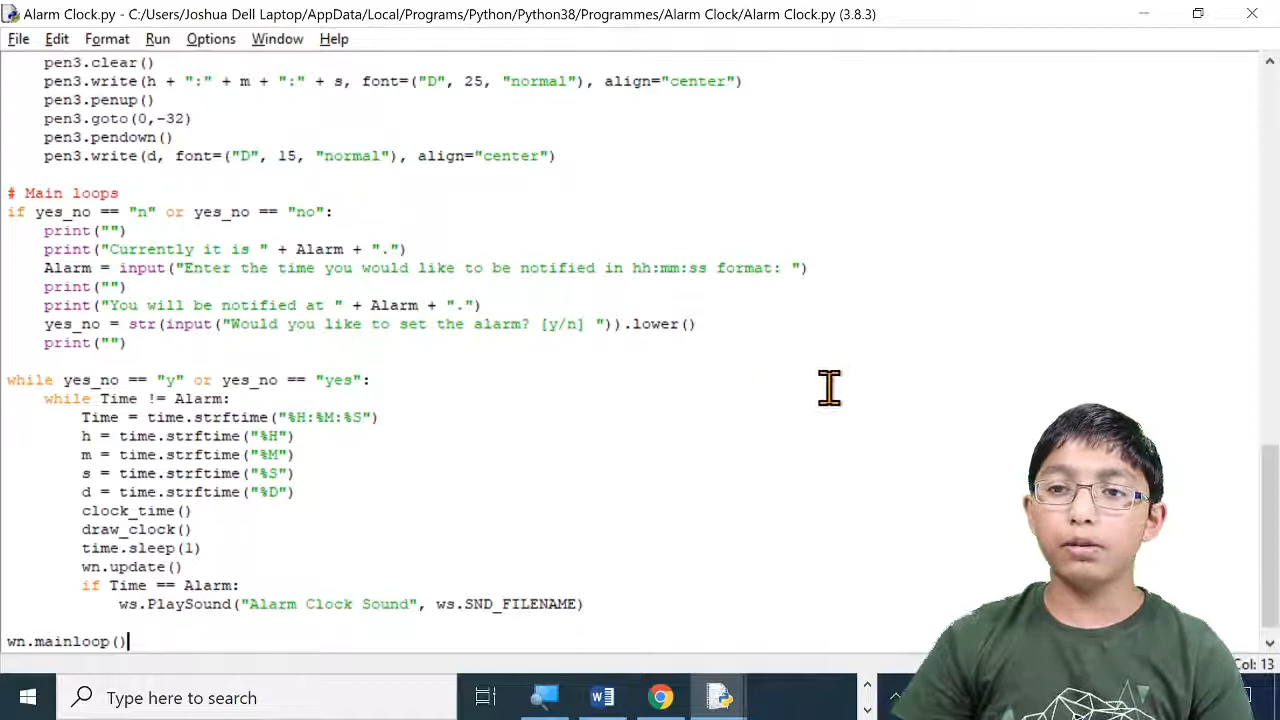 Alarm Clock.py - C:/Users/Joshua Dell Laptop/AppData/Local/Programs/Python/Python38/Programmes/Alarm Clock/Alarm Clock.py (3.8.3)
File Edit Format Run Options Window Help
pen3.clear()
pen3.write(h + ":" + m + ":" + s, font=("D", 25, "normal"), align="center")
pen3.penup()
pen3.goto(0,-32)
pen3.pendown()
pen3.write(d, font=("D", 15, "normal"), align="center")
# Main loops
if yes_no == "n" or yes_no == "no":
print("")
print("Currently it is " + Alarm + ".")
Alarm = input("Enter the time you would like to be notified in hh:mm:ss format: ")
print("")
print("You will be notified at " + Alarm + ".")
yes_no = str(input("Would you like to set the alarm? [y/n] ")).lower()
print("")
while yes_no == "y" or yes_no == "yes":
while Time != Alarm:
Time = time.strftime("%H:%M:%S")
h = time.strftime("%H")
m = time.strftime("%M")
s = time.strftime("%S")
d = time.strftime("%D")
clock_time()
draw_clock()
time.sleep(1)
wn.update()
if Time == Alarm:
ws.PlaySound("Alarm Clock Sound", ws.SND_FILENAME)
wn.mainloop()
Col: 13
Type here to search